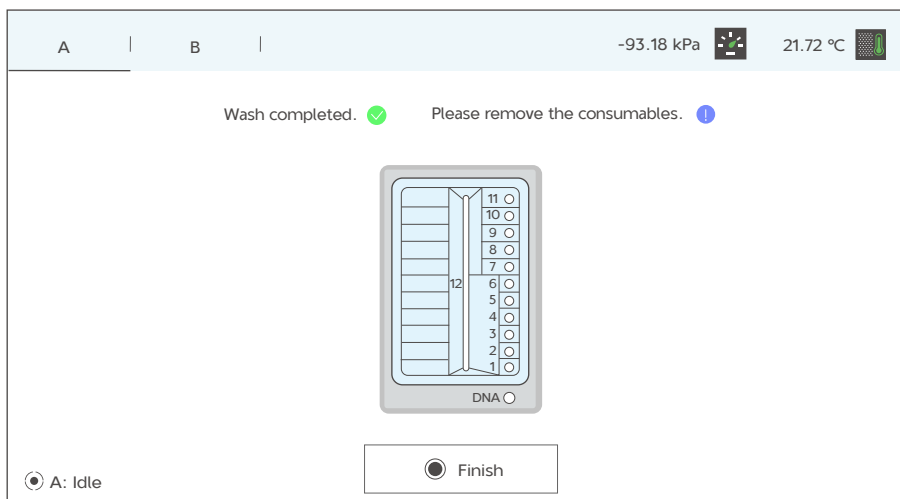 A
B
-93.18 kPa
21.72 °C
Wash completed.
Please remove the consumables.
11
10
9
8
7
12
6
5
4
3
2
1
DNA
Finish
A: Idle